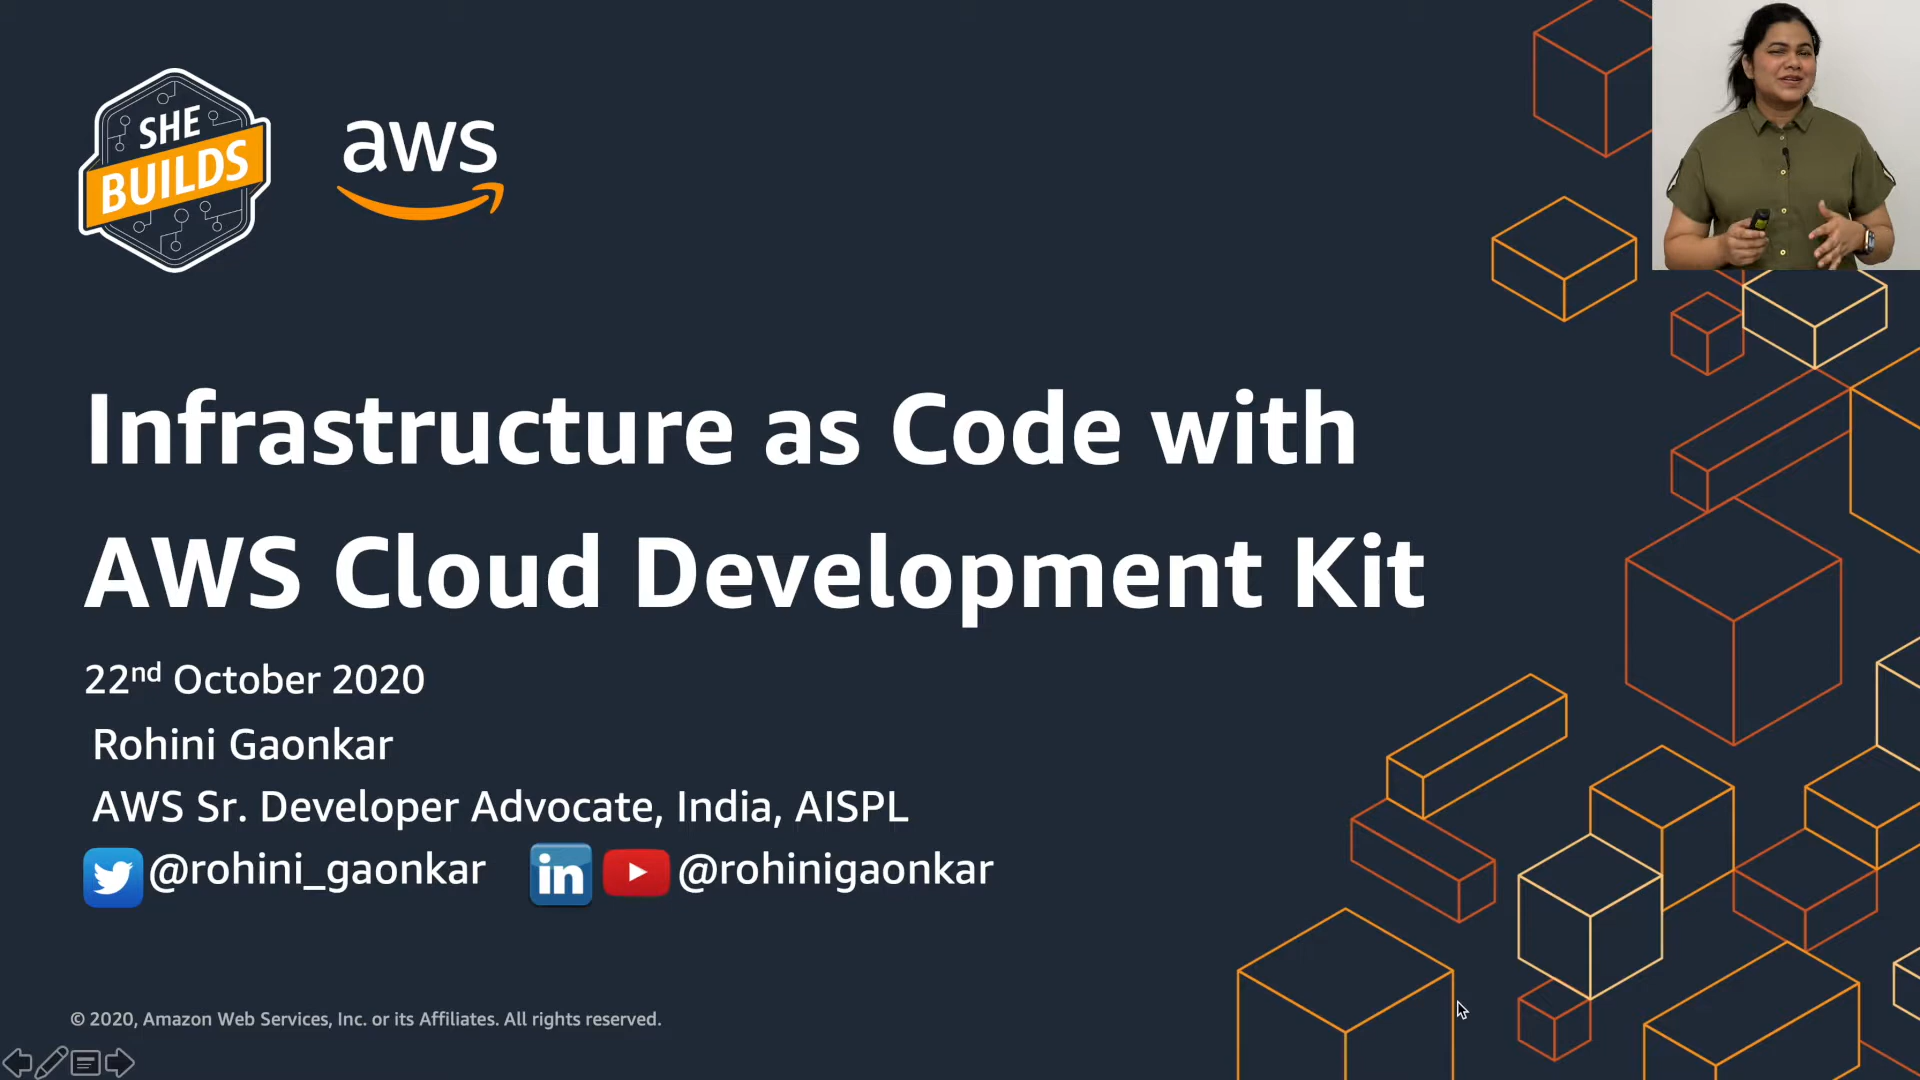 SHE
BUILDS
aws
Infrastructure as Code with
AWS Cloud Development Kit
22nd October 2020
Rohini Gaonkar
AWS Sr. Developer Advocate, India, AISPL
@rohini_gaonkar in @rohinigaonkar
© 2020, Amazon Web Services, Inc. or its Affiliates. All rights reserved.